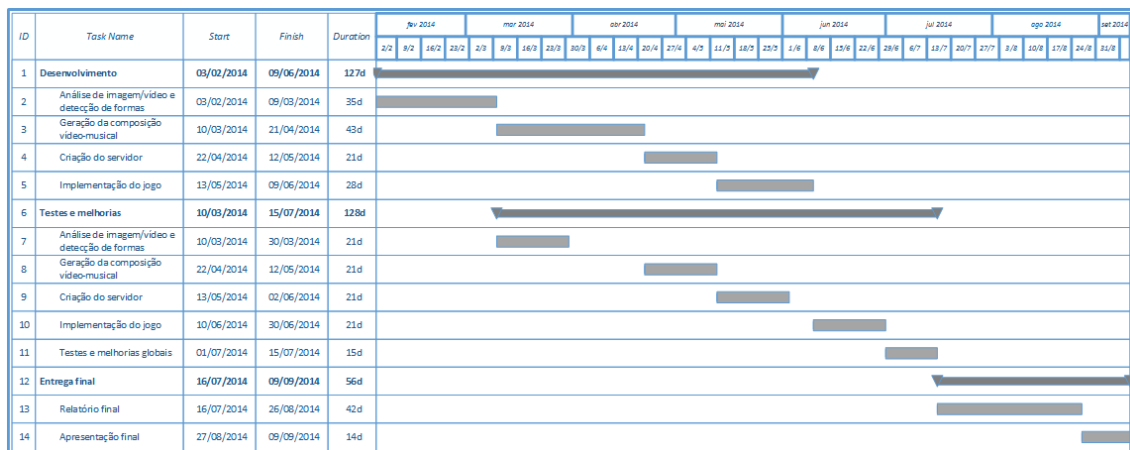 ID Task Name Start Finish Duration fev 2014 mar 2014 abr 2014 mai 2014 jun 2014 jul 2014 ago 2014 set 2014
2/2 9/2 16/2 23/2 2/3 9/3 16/3 23/3 30/3 6/4 13/4 20/4 27/4 4/5 11/5 18/5 25/5 1/6 8/6 15/6 22/6 29/6 6/7 13/7 20/7 27/7 3/8 10/8 17/8 24/8 31/8
1 Desenvolvimento 03/02/2014 09/06/2014 127d
2 Análise de imagem/vídeo e detecção de formas 03/02/2014 09/03/2014 35d
3 Geração da composição vídeo-musical 10/03/2014 21/04/2014 43d
4 Criação do servidor 22/04/2014 12/05/2014 21d
5 Implementação do jogo 13/05/2014 09/06/2014 28d
6 Testes e melhorias 10/03/2014 15/07/2014 128d
7 Análise de imagem/vídeo e detecção de formas 10/03/2014 30/03/2014 21d
8 Geração da composição vídeo-musical 22/04/2014 12/05/2014 21d
9 Criação do servidor 13/05/2014 02/06/2014 21d
10 Implementação do jogo 10/06/2014 30/06/2014 21d
11 Testes e melhorias globais 01/07/2014 15/07/2014 15d
12 Entrega final 16/07/2014 09/09/2014 56d
13 Relatório final 16/07/2014 26/08/2014 42d
14 Apresentação final 27/08/2014 09/09/2014 14d